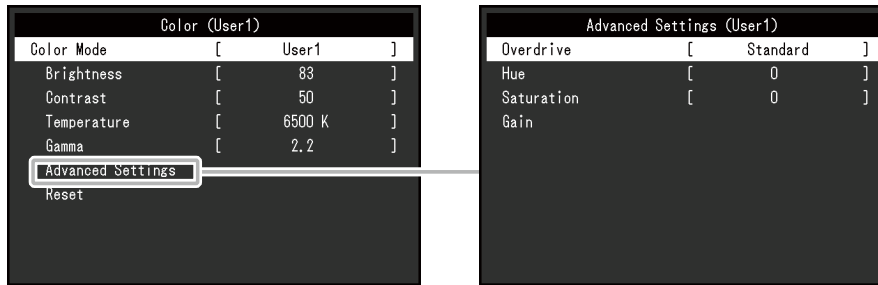 Color (User1)
Color Mode [ User1 ]
Brightness [ 83 ]
Contrast [ 50 ]
Temperature [ 6500 K ]
Gamma [ 2.2 ]
Advanced Settings
Reset
Advanced Settings (User1)
Overdrive [ Standard ]
Hue [ 0 ]
Saturation [ 0 ]
Gain